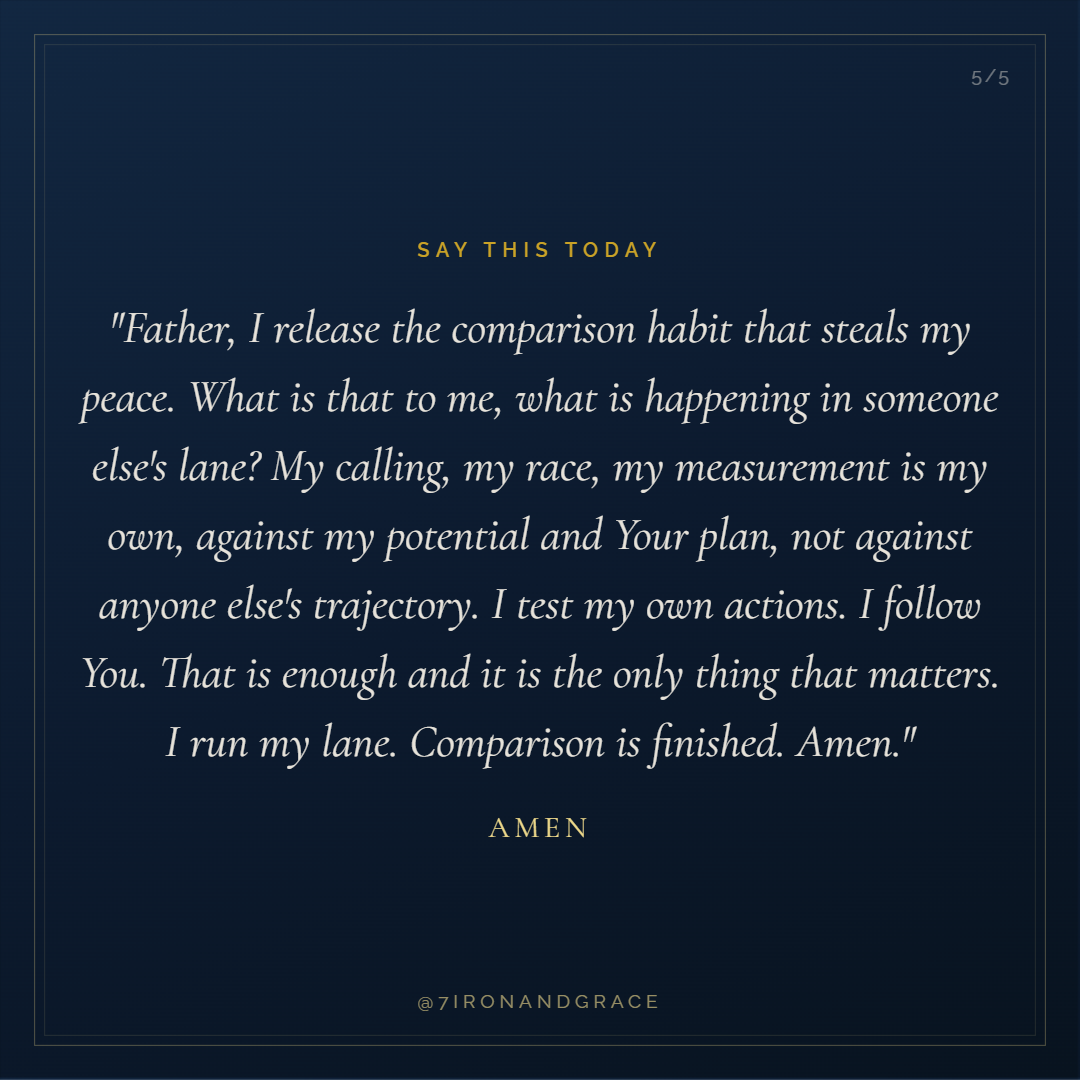 5/5
SAY THIS TODAY
"Father, I release the comparison habit that steals my
peace. What is that to me, what is happening in someone
else's lane? My calling, my race, my measurement is my
own, against my potential and Your plan, not against
anyone else's trajectory. I test my own actions. I follow
You. That is enough and it is the only thing that matters.
I run my lane. Comparison is finished. Amen."
AMEN
@7IRONANDGRACE